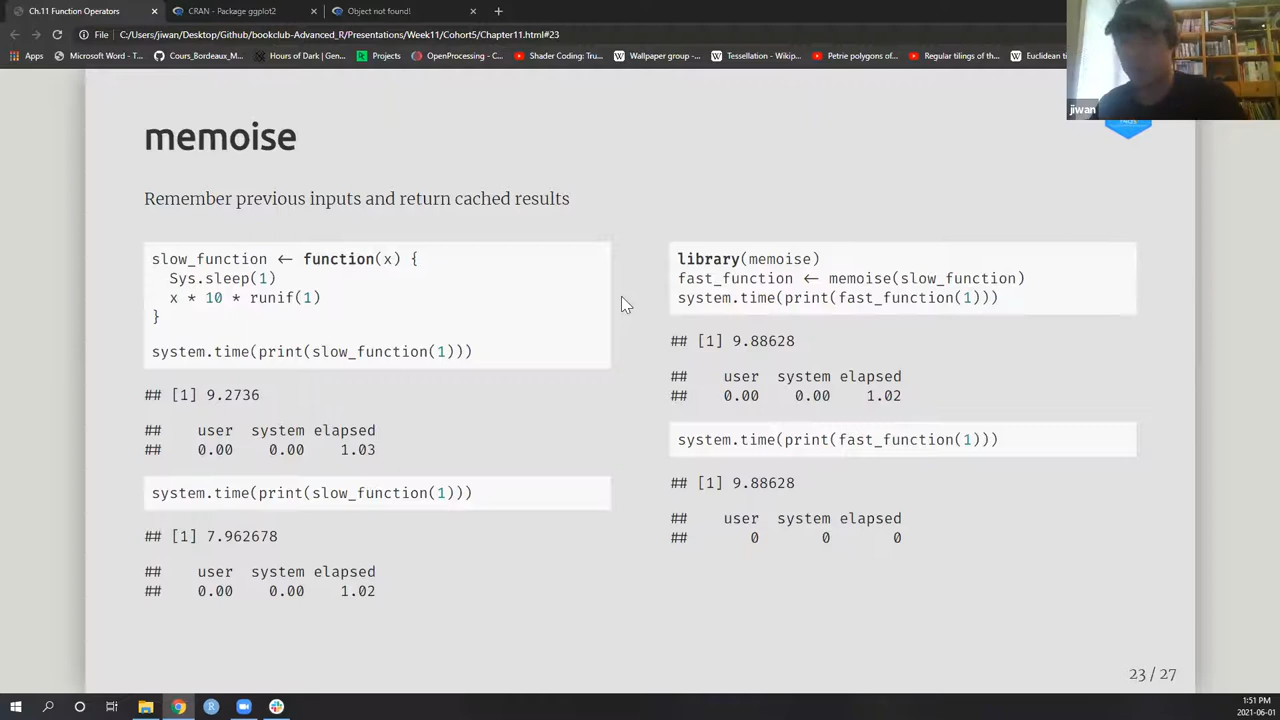 Ch.11 Function Operators
CRAN - Package ggplot2
Object not found!
File
C:/Users/jiwan/Desktop/Github/bookclub-Advanced_R/Presentations/Week11/Cohort5/Chapter11.html#23
Apps
Microsoft Word - T...
Cours_Bordeaux_M...
Hours of Dark | Gen...
Projects
OpenProcessing - C...
Shader Coding: Tru...
Wallpaper group -...
Tessellation - Wikip...
Petrie polygons of t...
Regular tilings of th...
Euclidean ti
jiwan
memoise
Remember previous inputs and return cached results
slow_function ← function(x) {
Sys.sleep(1)
x * 10 * runif(1)
}
system.time(print(slow_function(1)))
## [1] 9.2736
## user system elapsed
## 0.00 0.00 1.03
system.time(print(slow_function(1)))
## [1] 7.962678
## user system elapsed
## 0.00 0.00 1.02
library(memoise)
fast_function ← memoise(slow_function)
system.time(print(fast_function(1)))
## [1] 9.88628
## user system elapsed
## 0.00 0.00 1.02
system.time(print(fast_function(1)))
## [1] 9.88628
## user system elapsed
## 0 0 0
23 / 27
1:51 PM
2021-06-01